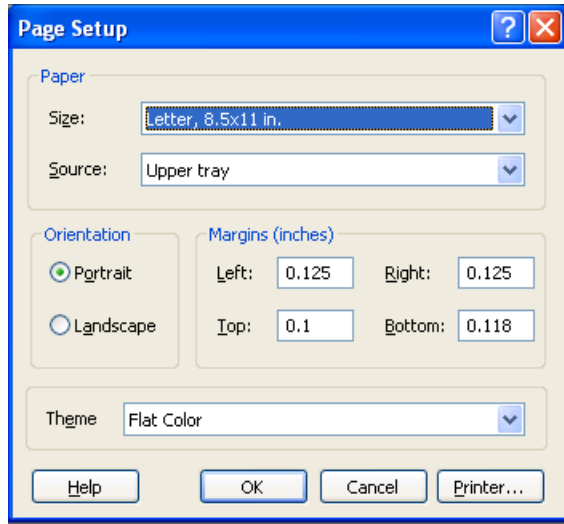 Page Setup
Paper
Size: Letter, 8.5x11 in.
Source: Upper tray
Orientation
Portrait
Landscape
Margins (inches)
Left: 0.125 Right: 0.125
Top: 0.1 Bottom: 0.118
Theme Flat Color
Help OK Cancel Printer...